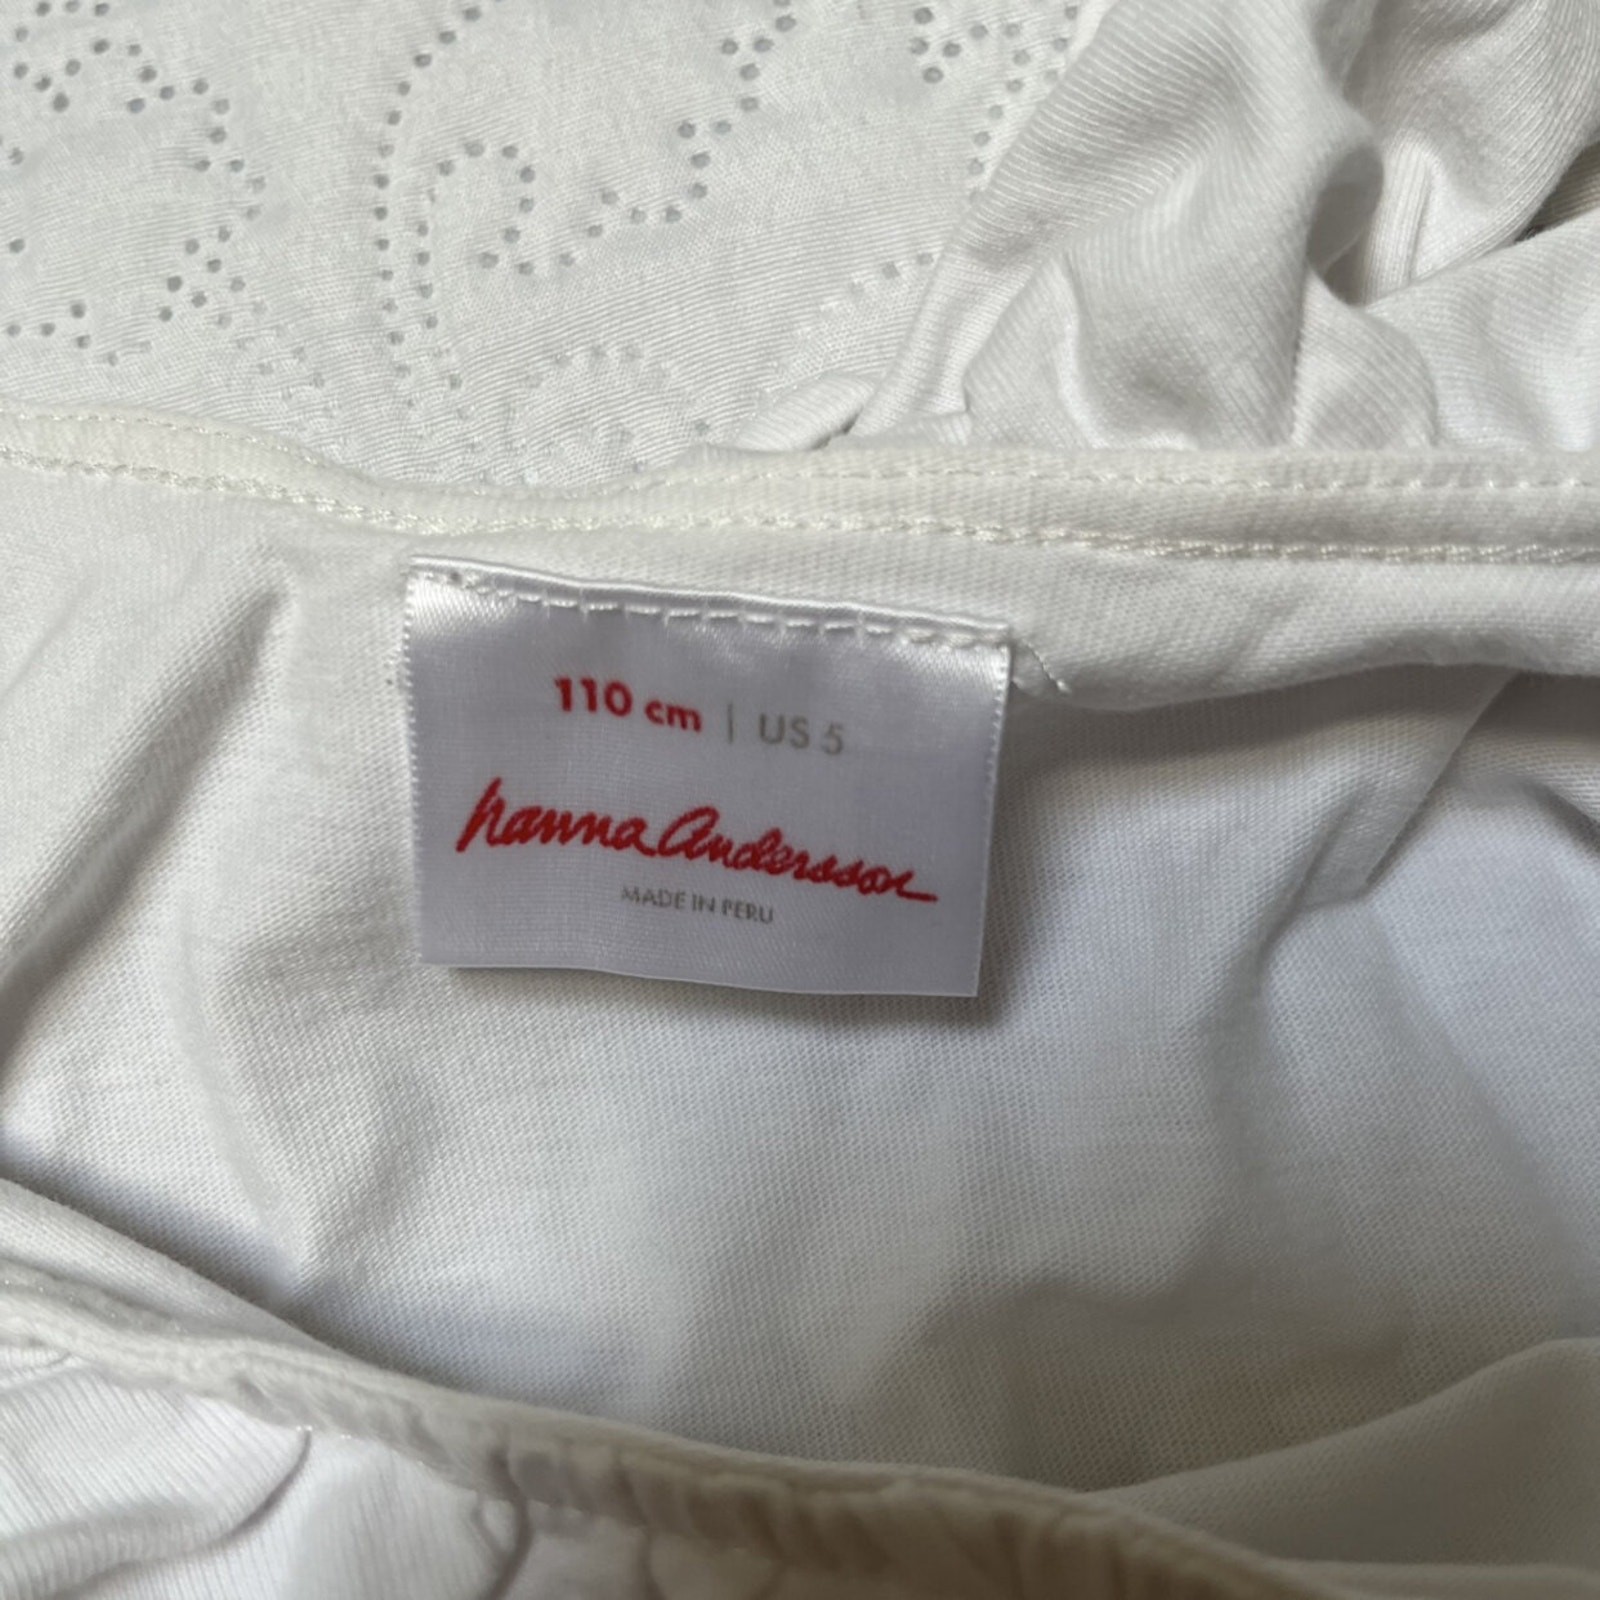 110 cm | US 5
hanna Andersson
MADE IN PERU